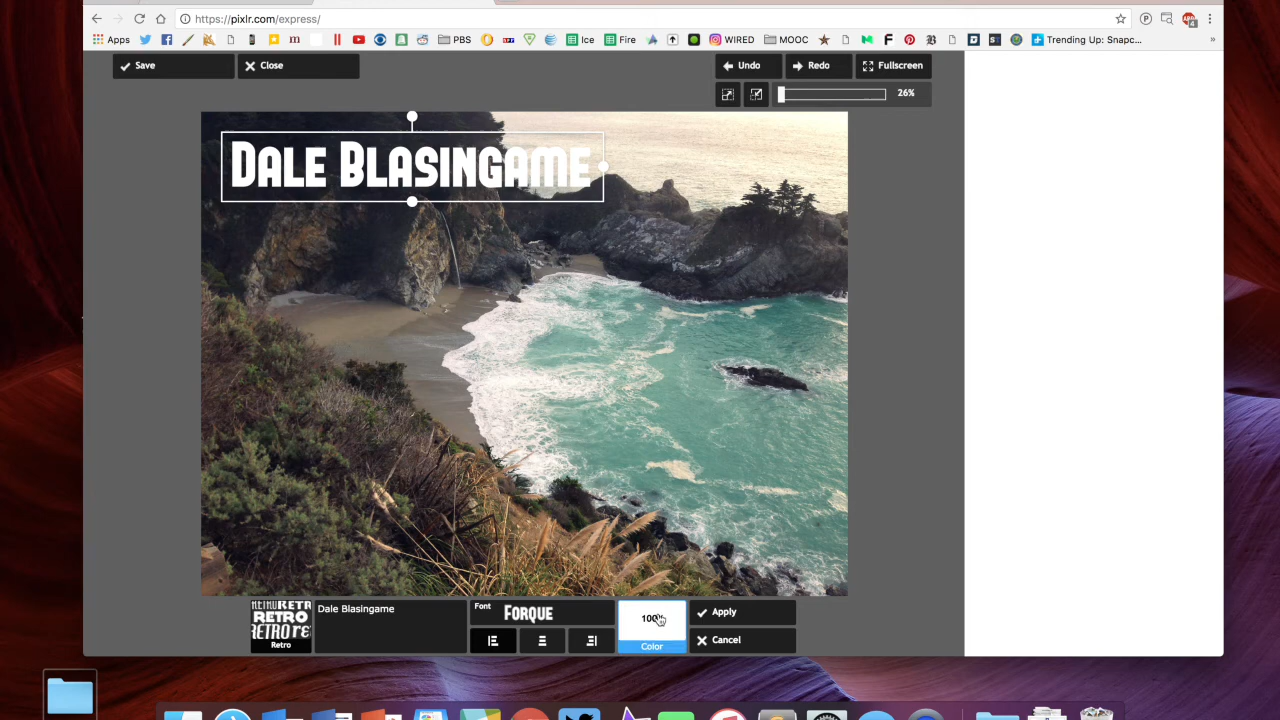 https://pixlr.com/express/
Apps PBS Ice Fire WIRED MOOC Trending Up: Snapc... »
Save Close Undo Redo Fullscreen
26%
DALE BLASINGAME
RETRO
Retro
Dale Blasingame
Font FORQUE
100%
Color
Apply
Cancel